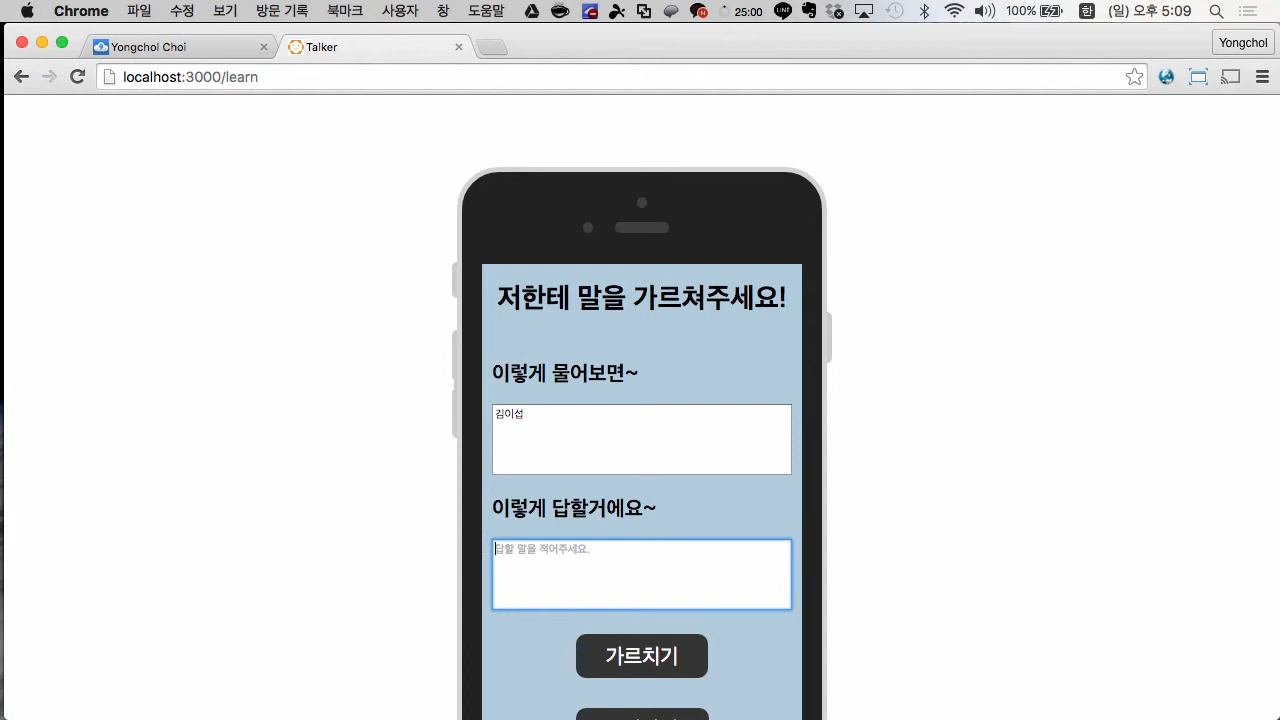 Chrome 파일 수정 보기 방문 기록 북마크 사용자 창 도움말 25:00 LINE 100% 한 (일) 오후 5:09
Yongchol Choi
Talker
Yongchol
localhost:3000/learn
저한테 말을 가르쳐주세요!
이렇게 물어보면~
김이섭
이렇게 답할거에요~
답할 말을 적어주세요.
가르치기